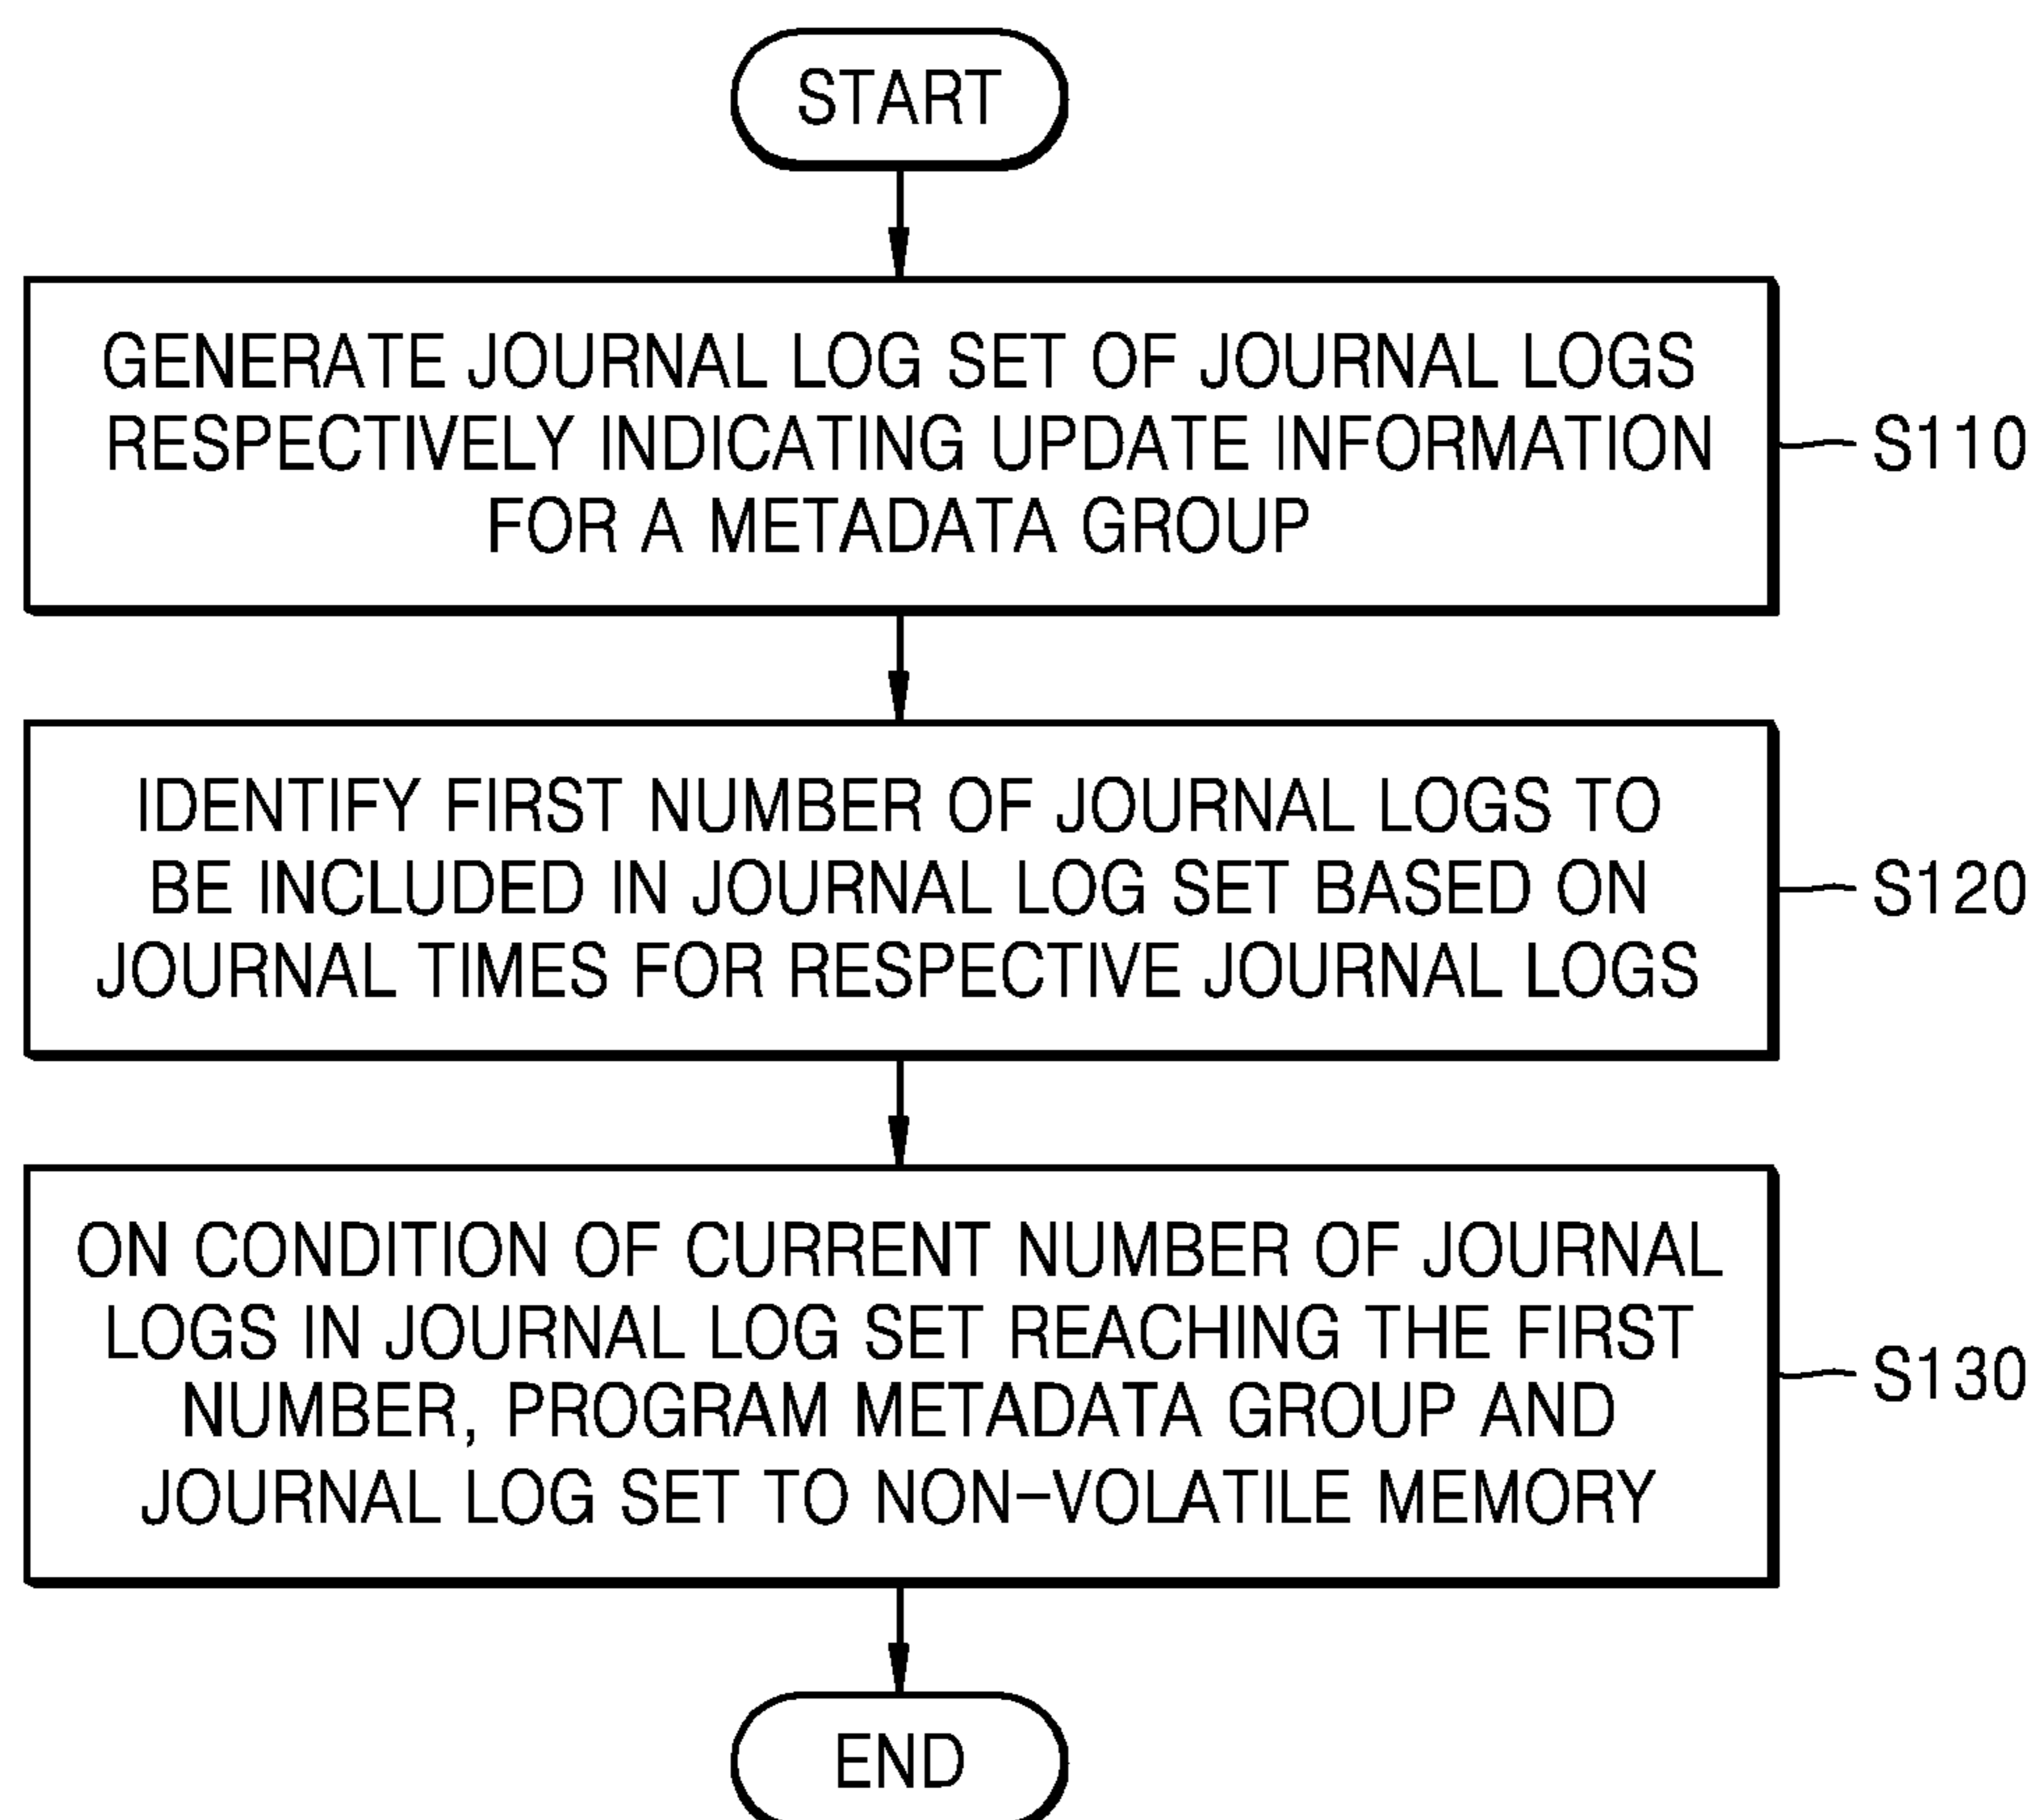 START
GENERATE JOURNAL LOG SET OF JOURNAL LOGS
RESPECTIVELY INDICATING UPDATE INFORMATION
FOR A METADATA GROUP
S110
IDENTIFY FIRST NUMBER OF JOURNAL LOGS TO
BE INCLUDED IN JOURNAL LOG SET BASED ON
JOURNAL TIMES FOR RESPECTIVE JOURNAL LOGS
S120
ON CONDITION OF CURRENT NUMBER OF JOURNAL
LOGS IN JOURNAL LOG SET REACHING THE FIRST
NUMBER, PROGRAM METADATA GROUP AND
JOURNAL LOG SET TO NON-VOLATILE MEMORY
S130
END